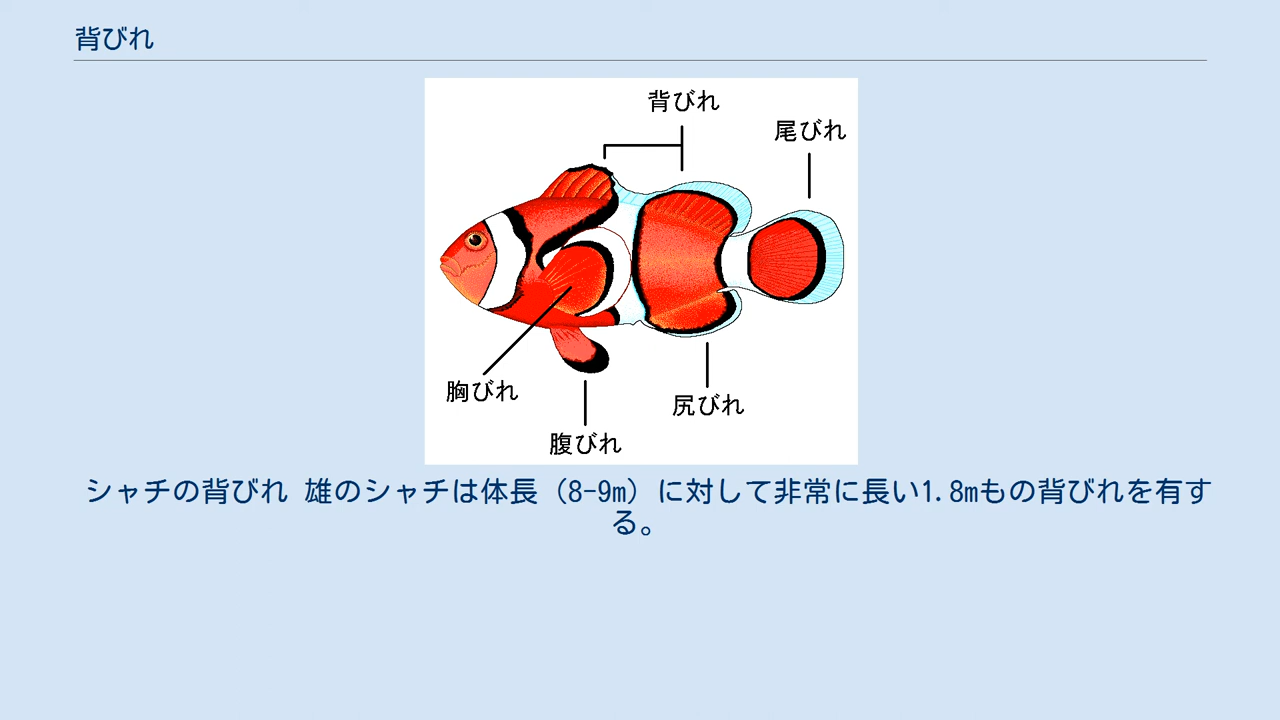 背びれ
背びれ
尾びれ
胸びれ
尻びれ
腹びれ
シャチの背びれ 雄のシャチは体長（8-9m）に対して非常に長い1.8mもの背びれを有す
る。